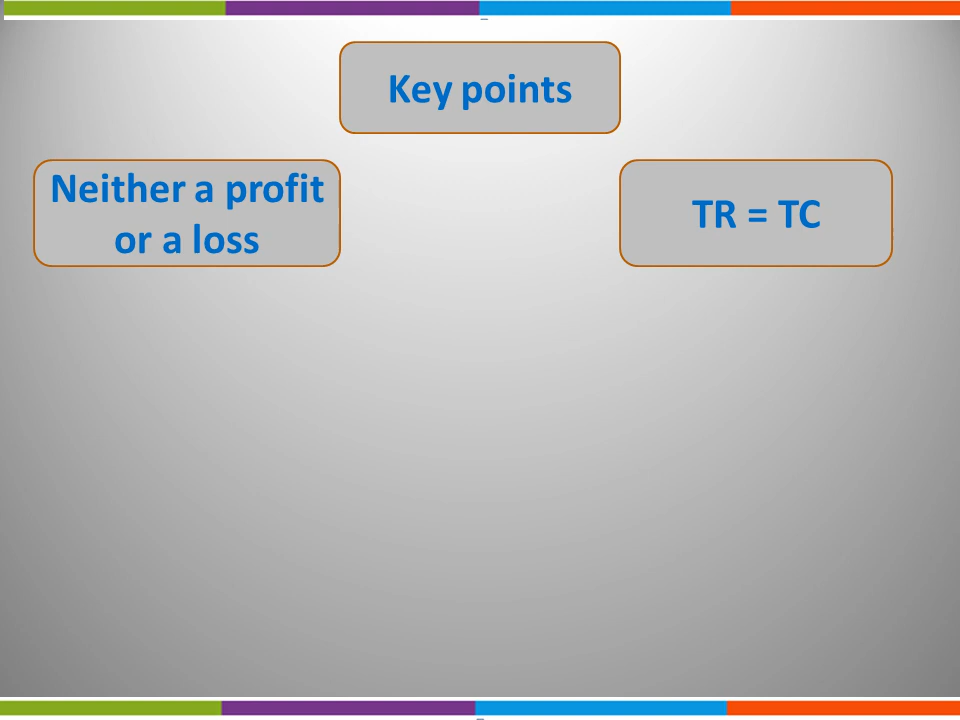 Key points
Neither a profit
or a loss
TR = TC